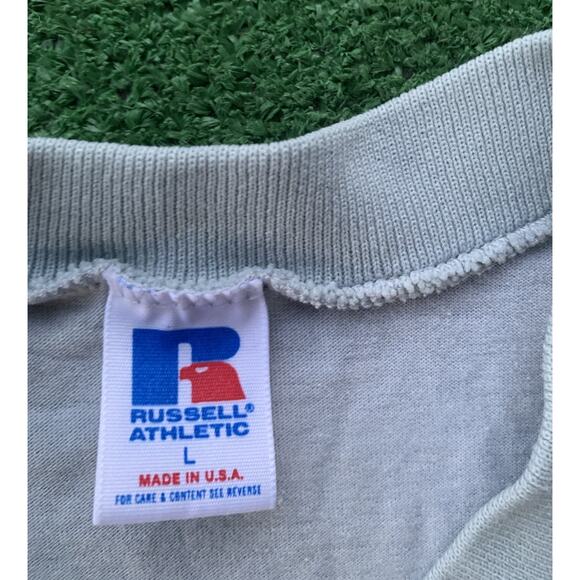 RUSSELL®
ATHLETIC
L
MADE IN U.S.A.
FOR CARE & CONTENT SEE REVERSE